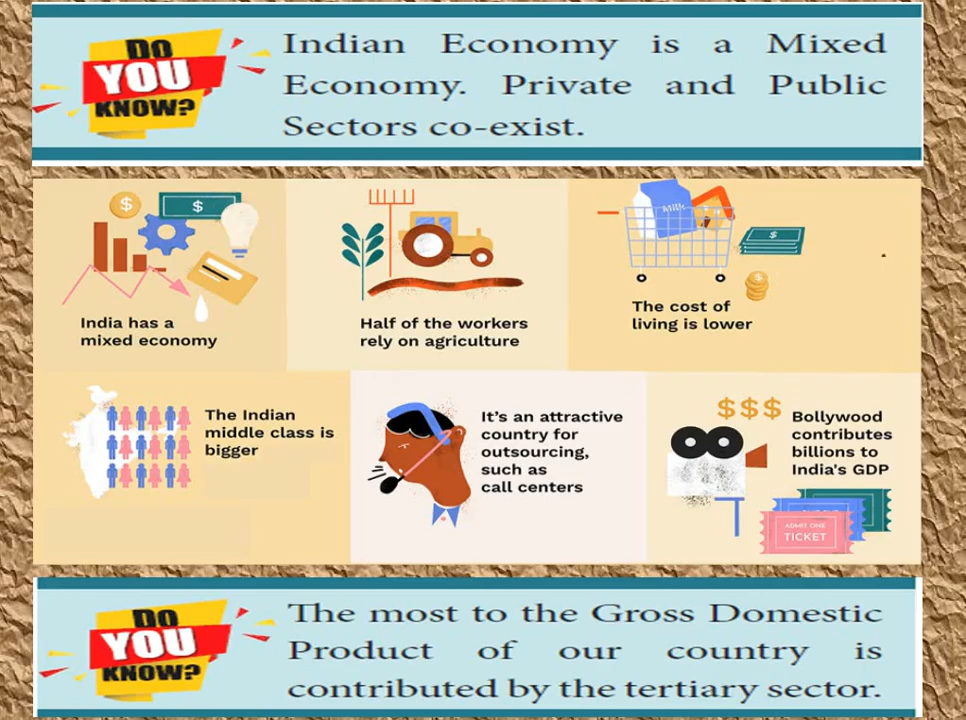 DO
YOU
KNOW?
Indian Economy is a Mixed
Economy. Private and Public
Sectors co-exist.
$
$
India has a
mixed economy
Half of the workers
rely on agriculture
Milk
$
$
The cost of
living is lower
The Indian
middle class is
bigger
It's an attractive
country for
outsourcing,
such as
call centers
$$$
Bollywood
contributes
billions to
India's GDP
ADMIT ONE
TICKET
DO
YOU
KNOW?
The most to the Gross Domestic
Product of our country is
contributed by the tertiary sector.